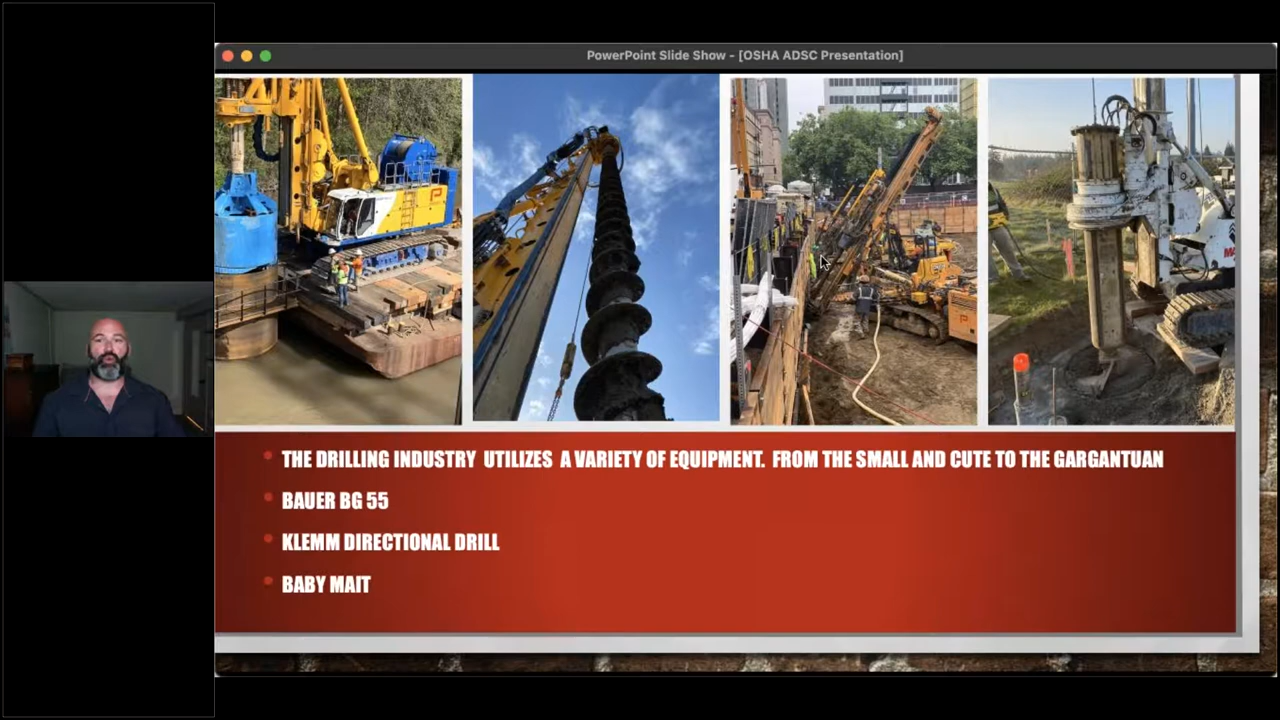 PowerPoint Slide Show - [OSHA ADSC Presentation]
THE DRILLING INDUSTRY UTILIZES A VARIETY OF EQUIPMENT. FROM THE SMALL AND CUTE TO THE GARGANTUAN
BAUER BG 55
KLEMM DIRECTIONAL DRILL
BABY MAIT